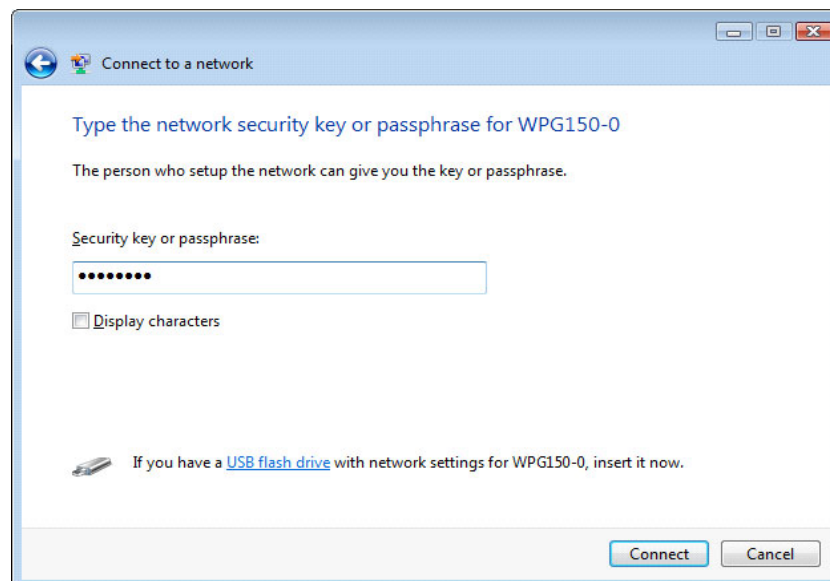 Connect to a network
Type the network security key or passphrase for WPG150-0
The person who setup the network can give you the key or passphrase.
Security key or passphrase:
••••••••
Display characters
If you have a USB flash drive with network settings for WPG150-0, insert it now.
Connect
Cancel